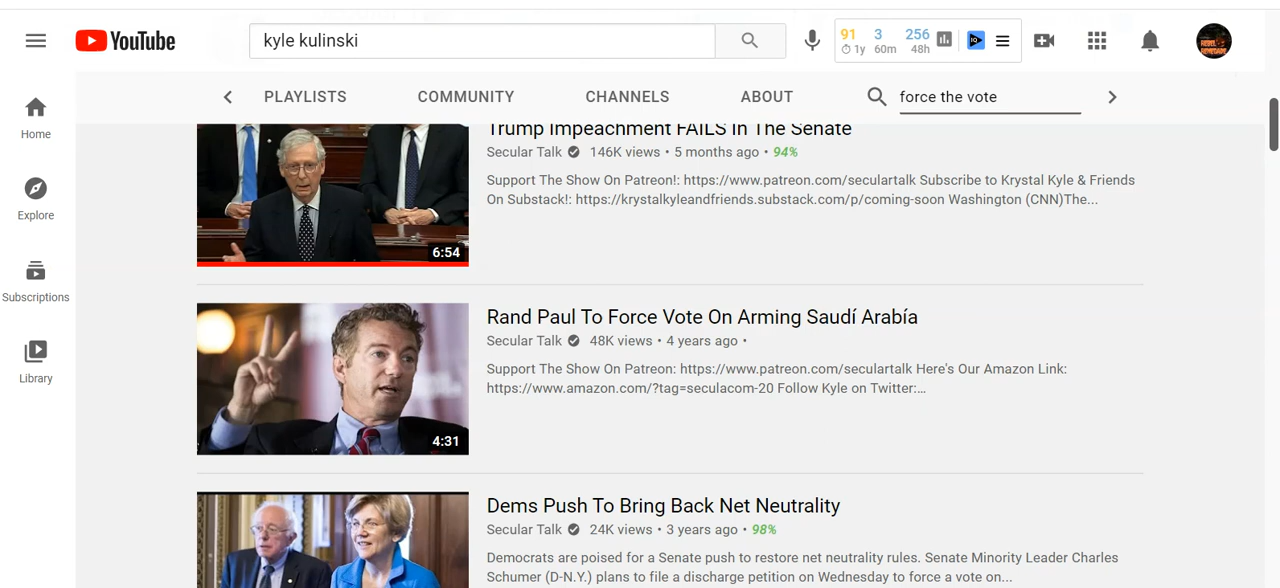 YouTube
kyle kulinski
91 3 256
1y 60m 48h
IQ
PLAYLISTS COMMUNITY CHANNELS ABOUT force the vote
Home
Explore
Subscriptions
Library
Trump Impeachment FAILS In The Senate
Secular Talk 146K views • 5 months ago • 94%
Support The Show On Patreon!: https://www.patreon.com/seculartalk Subscribe to Krystal Kyle & Friends
On Substack!: https://krystalkyleandfriends.substack.com/p/coming-soon Washington (CNN)The...
6:54
Rand Paul To Force Vote On Arming Saudí Arabía
Secular Talk 48K views • 4 years ago •
Support The Show On Patreon: https://www.patreon.com/seculartalk Here's Our Amazon Link:
https://www.amazon.com/?tag=seculacom-20 Follow Kyle on Twitter:...
4:31
Dems Push To Bring Back Net Neutrality
Secular Talk 24K views • 3 years ago • 98%
Democrats are poised for a Senate push to restore net neutrality rules. Senate Minority Leader Charles
Schumer (D-N.Y.) plans to file a discharge petition on Wednesday to force a vote on...